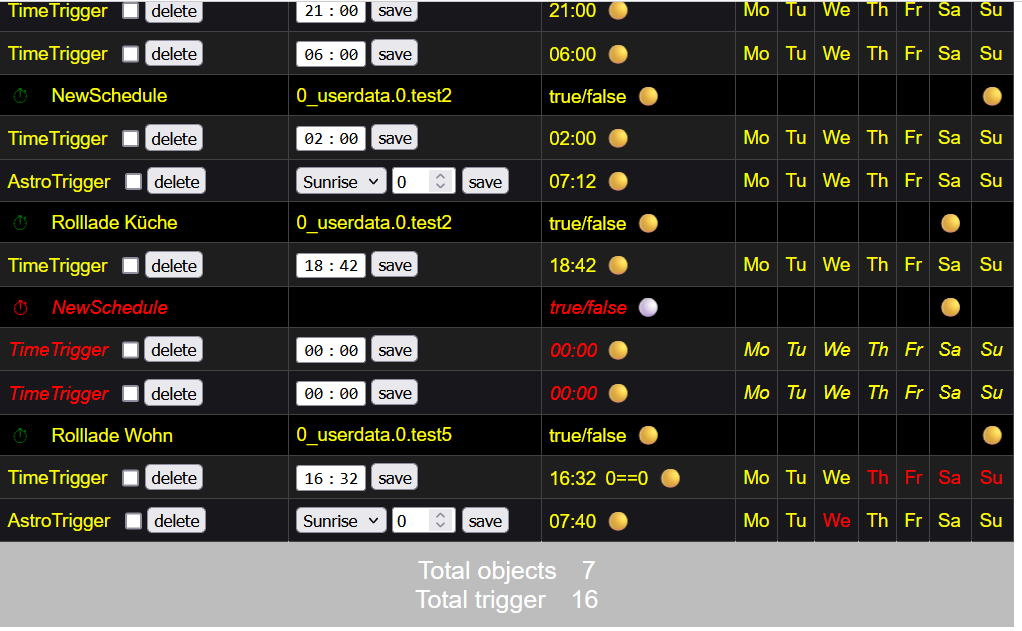 TimeTrigger delete 21:00 save 21:00 Mo Tu We Th Fr Sa Su
TimeTrigger delete 06:00 save 06:00 Mo Tu We Th Fr Sa Su
NewSchedule 0_userdata.0.test2 true/false
TimeTrigger delete 02:00 save 02:00 Mo Tu We Th Fr Sa Su
AstroTrigger delete Sunrise 0 save 07:12 Mo Tu We Th Fr Sa Su
Rolllade Küche 0_userdata.0.test2 true/false
TimeTrigger delete 18:42 save 18:42 Mo Tu We Th Fr Sa Su
NewSchedule true/false
TimeTrigger delete 00:00 save 00:00 Mo Tu We Th Fr Sa Su
TimeTrigger delete 00:00 save 00:00 Mo Tu We Th Fr Sa Su
Rolllade Wohn 0_userdata.0.test5 true/false
TimeTrigger delete 16:32 save 16:32 0==0 Mo Tu We Th Fr Sa Su
AstroTrigger delete Sunrise 0 save 07:40 Mo Tu We Th Fr Sa Su
Total objects 7
Total trigger 16